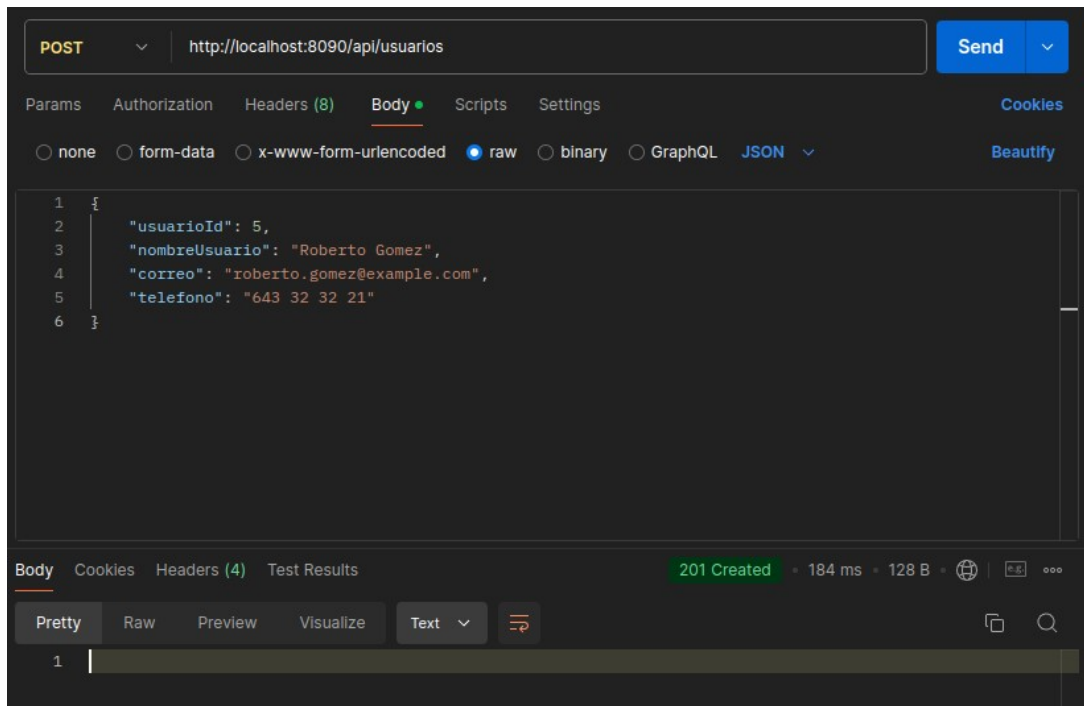 POST http://localhost:8090/api/usuarios Send
Params Authorization Headers (8) Body Scripts Settings Cookies
none form-data x-www-form-urlencoded raw binary GraphQL JSON Beautify
1 {
2 "usuarioId": 5,
3 "nombreUsuario": "Roberto Gomez",
4 "correo": "roberto.gomez@example.com",
5 "telefono": "643 32 32 21"
6 }
Body Cookies Headers (4) Test Results 201 Created 184 ms 128 B e.g.
Pretty Raw Preview Visualize Text
1